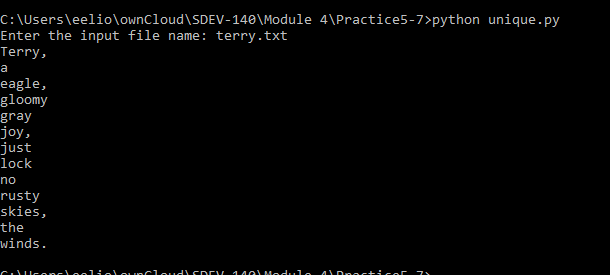 C:\Users\eelio\ownCloud\SDEV-140\Module 4\Practice5-7>python unique.py
Enter the input file name: terry.txt
Terry,
a
eagle,
gloomy
gray
joy,
just
lock
no
rusty
skies,
the
winds.
C:\Users\eelio\ownCloud\SDEV-140\Module 4\Practice5-7>